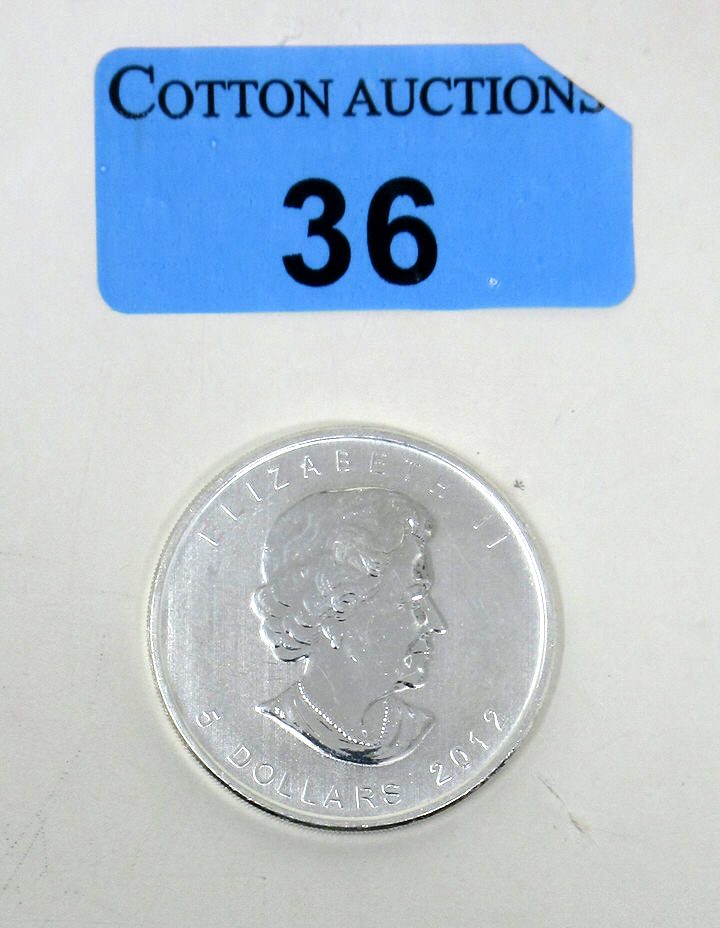 COTTON AUCTIONS
36
ELIZABETH II
5 DOLLARS 2012